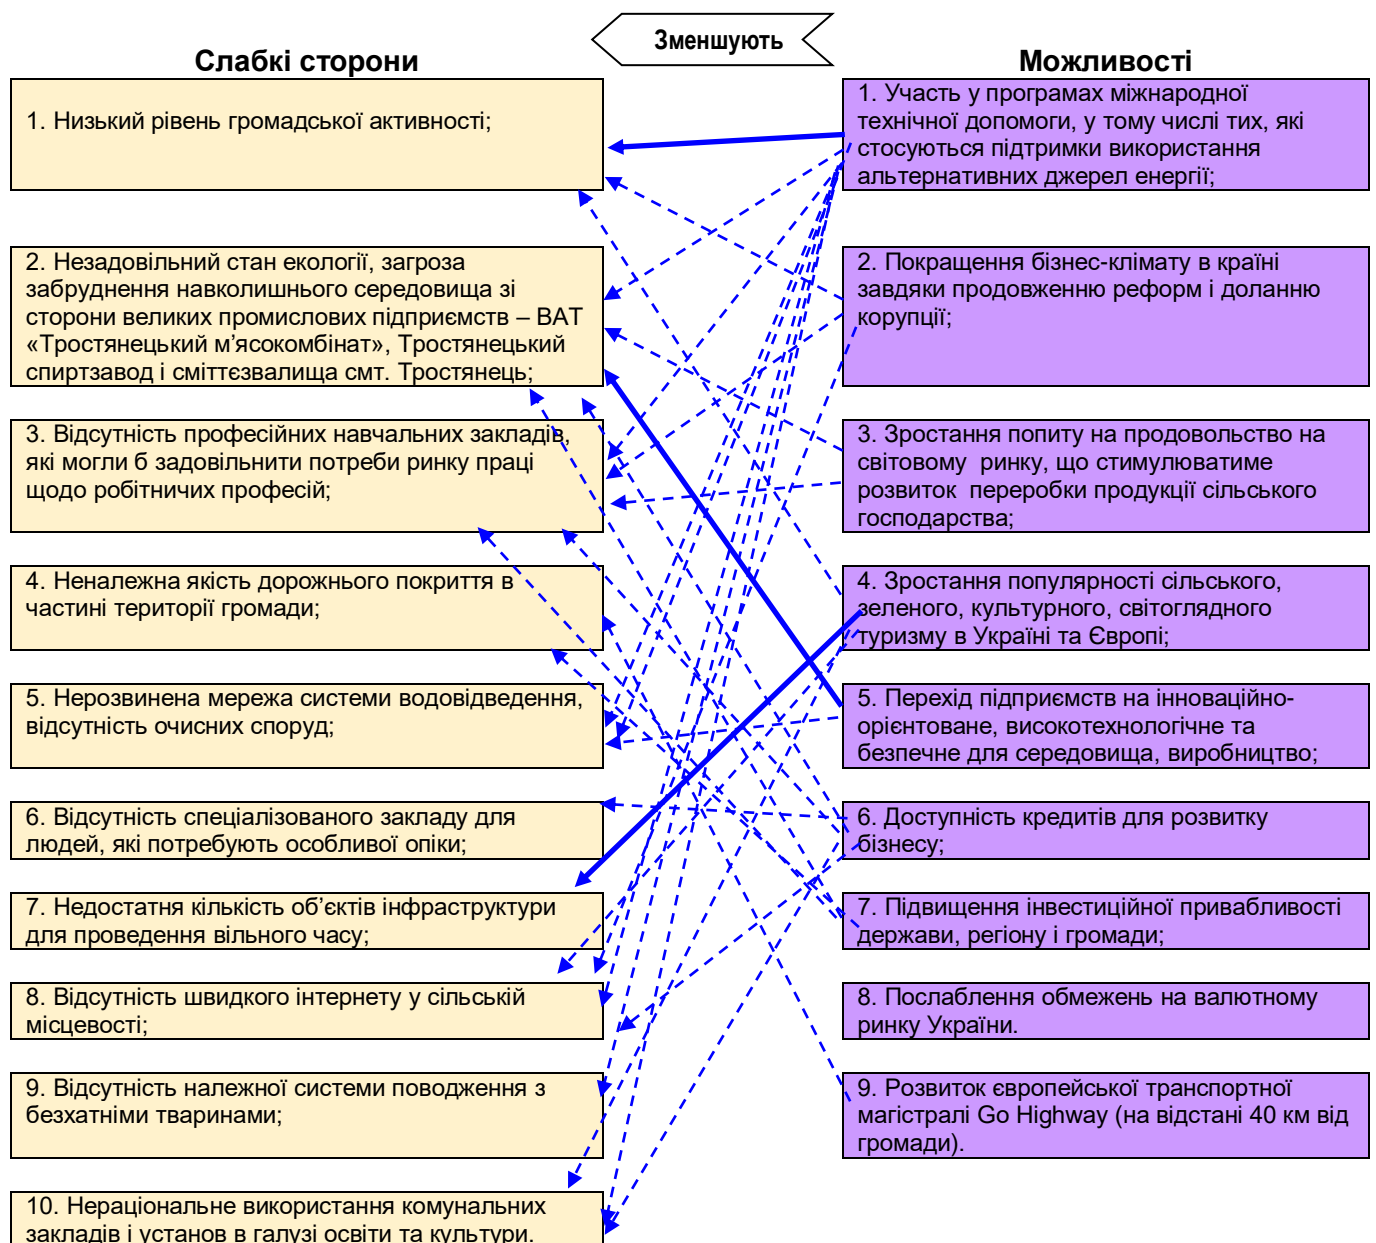 Зменшують
Слабкі сторони
Можливості
1. Низький рівень громадської активності;
2. Незадовільний стан екології, загроза
забруднення навколишнього середовища зі
сторони великих промислових підприємств – ВАТ
«Тростянецький м’ясокомбінат», Тростянецький
спиртзавод і сміттєзвалища смт. Тростянець;
3. Відсутність професійних навчальних закладів,
які могли б задовільнити потреби ринку праці
щодо робітничих професій;
4. Неналежна якість дорожнього покриття в
частині території громади;
5. Нерозвинена мережа системи водовідведення,
відсутність очисних споруд;
6. Відсутність спеціалізованого закладу для
людей, які потребують особливої опіки;
7. Недостатня кількість об’єктів інфраструктури
для проведення вільного часу;
8. Відсутність швидкого інтернету у сільській
місцевості;
9. Відсутність належної системи поводження з
безхатніми тваринами;
10. Нераціональне використання комунальних
закладів і установ в галузі освіти та культури.
1. Участь у програмах міжнародної
технічної допомоги, у тому числі тих, які
стосуються підтримки використання
альтернативних джерел енергії;
2. Покращення бізнес-клімату в країні
завдяки продовженню реформ і доланню
корупції;
3. Зростання попиту на продовольство на
світовому ринку, що стимулюватиме
розвиток переробки продукції сільського
господарства;
4. Зростання популярності сільського,
зеленого, культурного, світоглядного
туризму в Україні та Європі;
5. Перехід підприємств на інноваційно-
орієнтоване, високотехнологічне та
безпечне для середовища, виробництво;
6. Доступність кредитів для розвитку
бізнесу;
7. Підвищення інвестиційної привабливості
держави, регіону і громади;
8. Послаблення обмежень на валютному
ринку України.
9. Розвиток європейської транспортної
магістралі Go Highway (на відстані 40 км від
громади).